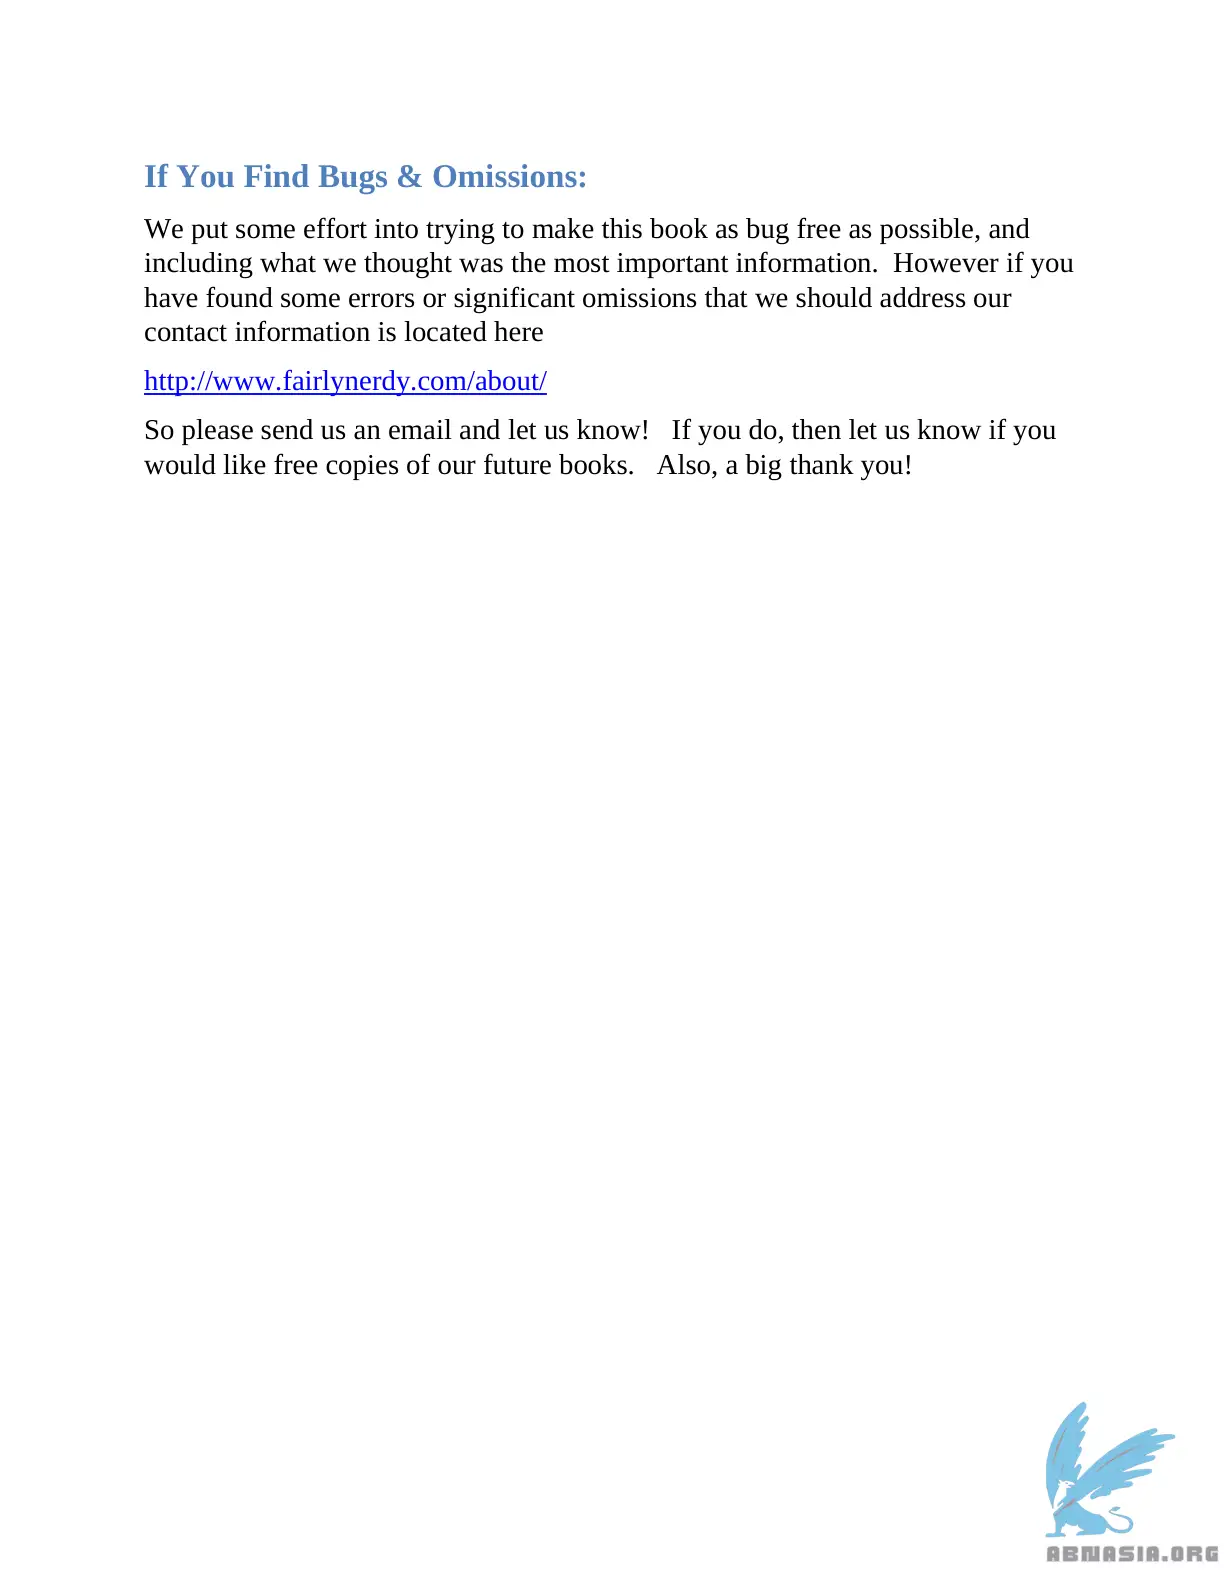 If You Find Bugs & Omissions:
We put some effort into trying to make this book as bug free as possible, and
including what we thought was the most important information.  However if you
have found some errors or significant omissions that we should address our
contact information is located here
http://www.fairlynerdy.com/about/
So please send us an email and let us know!   If you do, then let us know if you
would like free copies of our future books.   Also, a big thank you!
ABNASIA.ORG